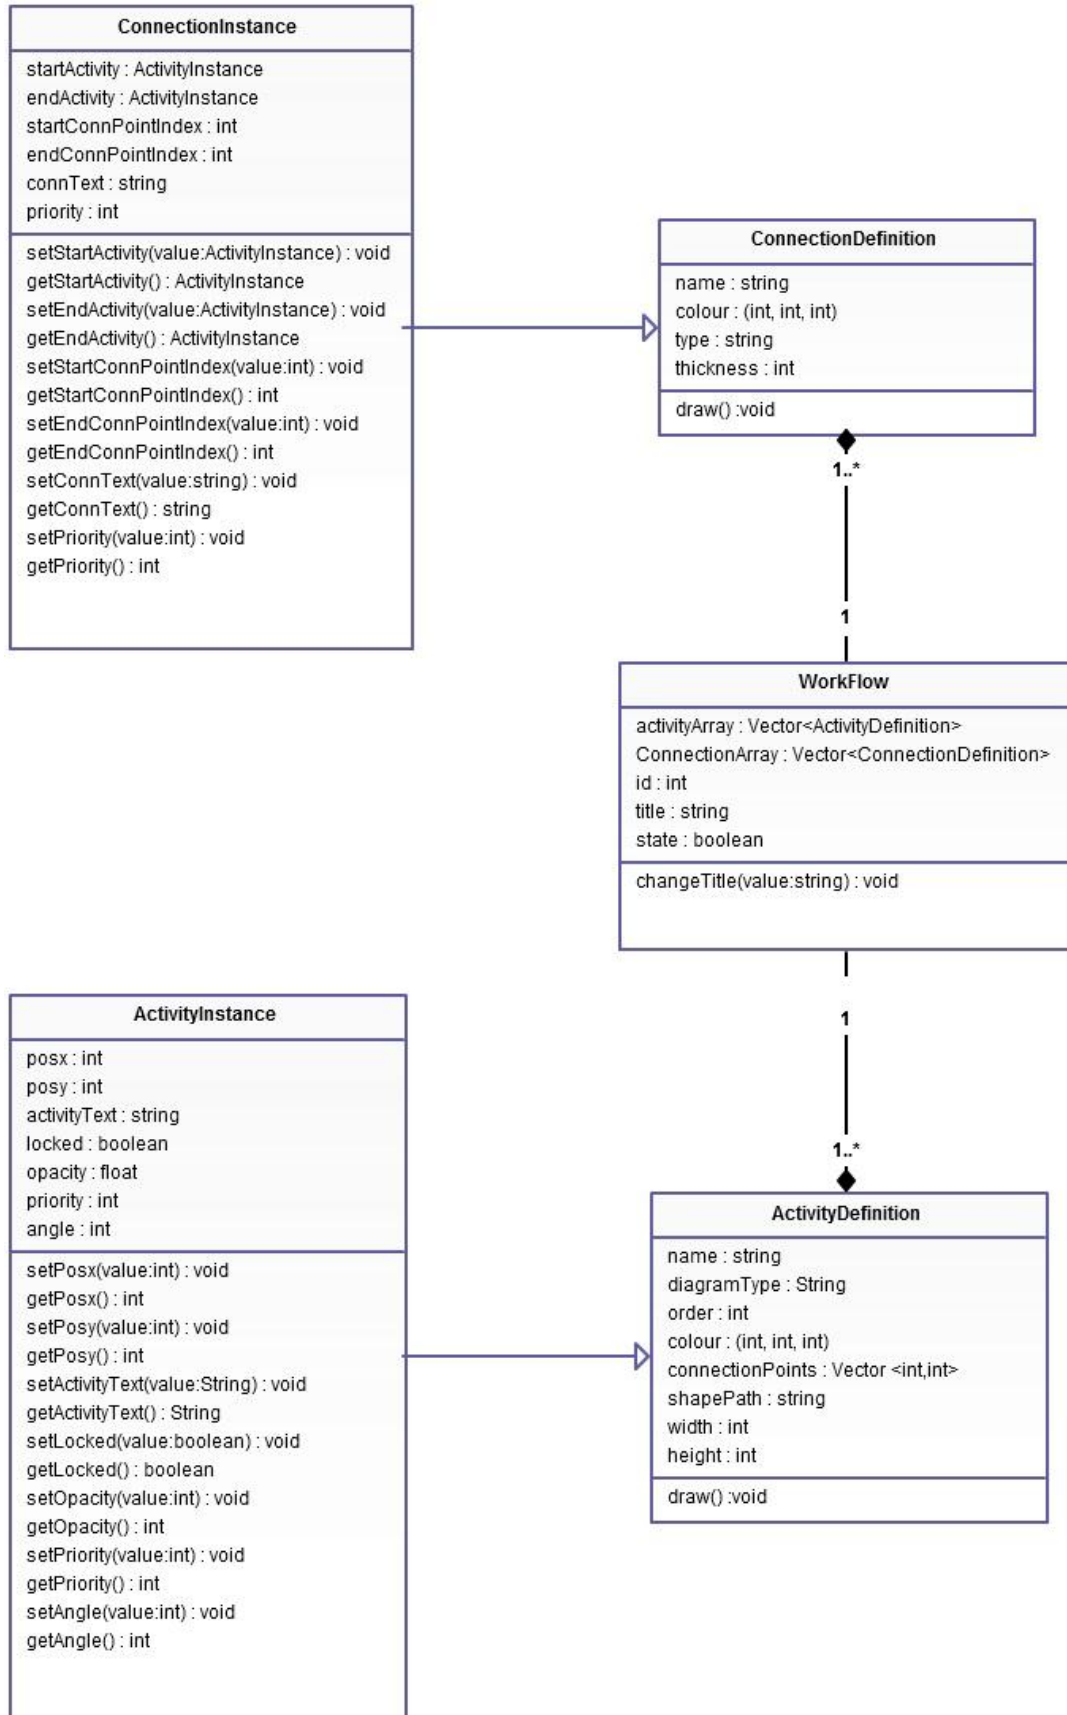 ConnectionInstance
startActivity : ActivityInstance
endActivity : ActivityInstance
startConnPointIndex : int
endConnPointIndex : int
connText : string
priority : int
setStartActivity(value:ActivityInstance) : void
getStartActivity() : ActivityInstance
setEndActivity(value:ActivityInstance) : void
getEndActivity() : ActivityInstance
setStartConnPointIndex(value:int) : void
getStartConnPointIndex() : int
setEndConnPointIndex(value:int) : void
getEndConnPointIndex() : int
setConnText(value:string) : void
getConnText() : string
setPriority(value:int) : void
getPriority() : int
ConnectionDefinition
name : string
colour : (int, int, int)
type : string
thickness : int
draw() :void
1..*
1
WorkFlow
activityArray : Vector<ActivityDefinition>
ConnectionArray : Vector<ConnectionDefinition>
id : int
title : string
state : boolean
changeTitle(value:string) : void
1
1..*
ActivityInstance
posx : int
posy : int
activityText : string
locked : boolean
opacity : float
priority : int
angle : int
setPosx(value:int) : void
getPosx() : int
setPosy(value:int) : void
getPosy() : int
setActivityText(value:String) : void
getActivityText() : String
setLocked(value:boolean) : void
getLocked() : boolean
setOpacity(value:int) : void
getOpacity() : int
setPriority(value:int) : void
getPriority() : int
setAngle(value:int) : void
getAngle() : int
ActivityDefinition
name : string
diagramType : String
order : int
colour : (int, int, int)
connectionPoints : Vector <int,int>
shapePath : string
width : int
height : int
draw() :void